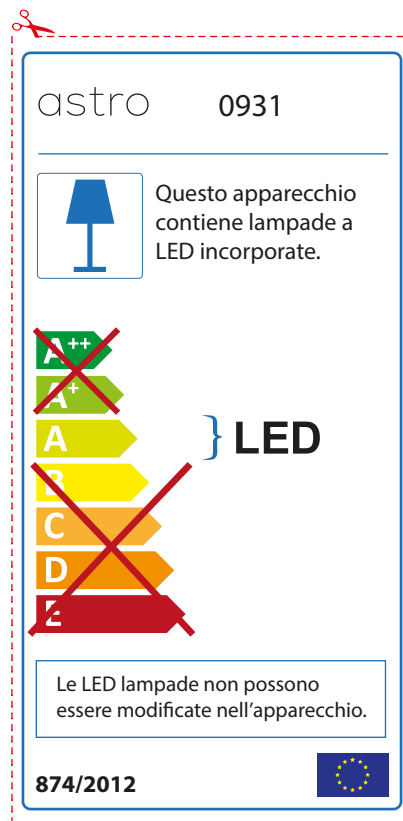 astro 0931
Questo apparecchio
contiene lampade a
LED incorporate.
A++
A+
A
B
C
D
E
} LED
Le LED lampade non possono
essere modificate nell'apparecchio.
874/2012